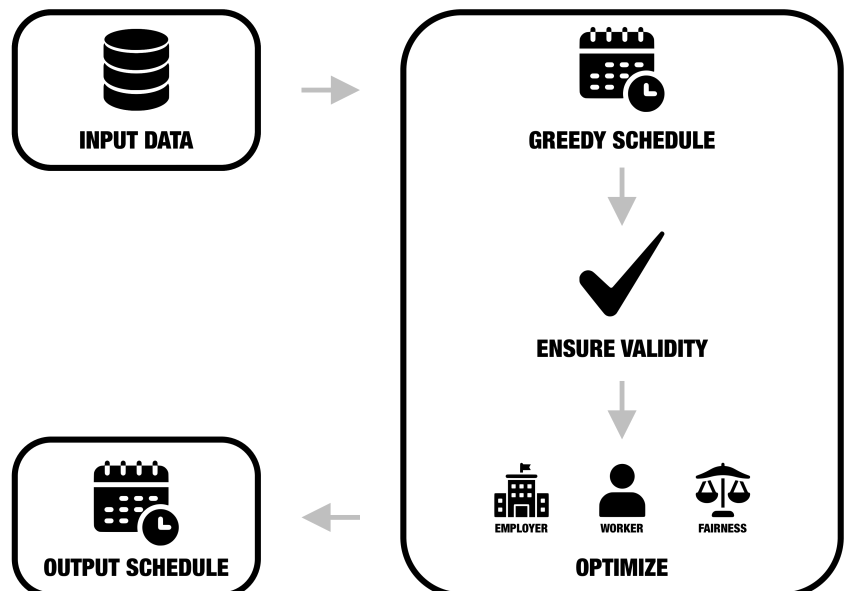 INPUT DATA
GREEDY SCHEDULE
ENSURE VALIDITY
EMPLOYER
WORKER
FAIRNESS
OPTIMIZE
OUTPUT SCHEDULE